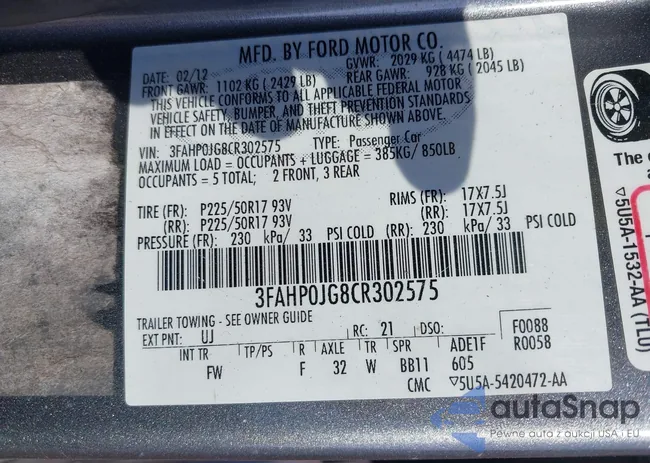 MFD. BY FORD MOTOR CO.
DATE: 02/12
GVWR: 2029 KG ( 4474 LB)
FRONT GAWR: 1102 KG ( 2429 LB)
REAR GAWR: 928 KG ( 2045 LB)
THIS VEHICLE CONFORMS TO ALL APPLICABLE FEDERAL MOTOR
VEHICLE SAFETY, BUMPER, AND THEFT PREVENTION STANDARDS
IN EFFECT ON THE DATE OF MANUFACTURE SHOWN ABOVE.
VIN: 3FAHP0JG8CR302575 TYPE: Passenger Car
MAXIMUM LOAD = OCCUPANTS + LUGGAGE = 385KG/ 850LB
OCCUPANTS = 5 TOTAL; 2 FRONT, 3 REAR
TIRE (FR): P225/50R17 93V RIMS (FR): 17X7.5J
(RR): P225/50R17 93V (RR): 17X7.5J
PRESSURE (FR): 230 kPa/ 33 PSI COLD (RR): 230 kPa/ 33 PSI COLD
3FAHP0JG8CR302575
TRAILER TOWING - SEE OWNER GUIDE
EXT PNT: UJ RC: 21 DSO: F0088
R0058
INT TR TP/PS R AXLE TR SPR ADE1F
FW F 32 W BB11 605
CMC ▽5U5A-5420472-AA
The
▽5U5A-1532-AA (TL0)
autaSnap
Pewne auta z aukcji USA i EU